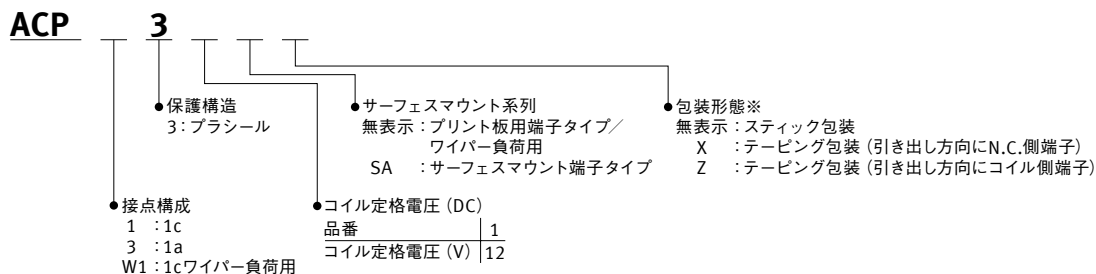 ACP 3
保護構造
3：プラシール
サーフェスマウント系列
無表示：プリント板用端子タイプ／
ワイパー負荷用
SA ：サーフェスマウント端子タイプ
包装形態※
無表示：スティック包装
X ：テーピング包装（引き出し方向にN.C.側端子）
Z ：テーピング包装（引き出し方向にコイル側端子）
接点構成
1 ：1c
3 ：1a
W1：1cワイパー負荷用
コイル定格電圧（DC）
品番 1
コイル定格電圧（V） 12